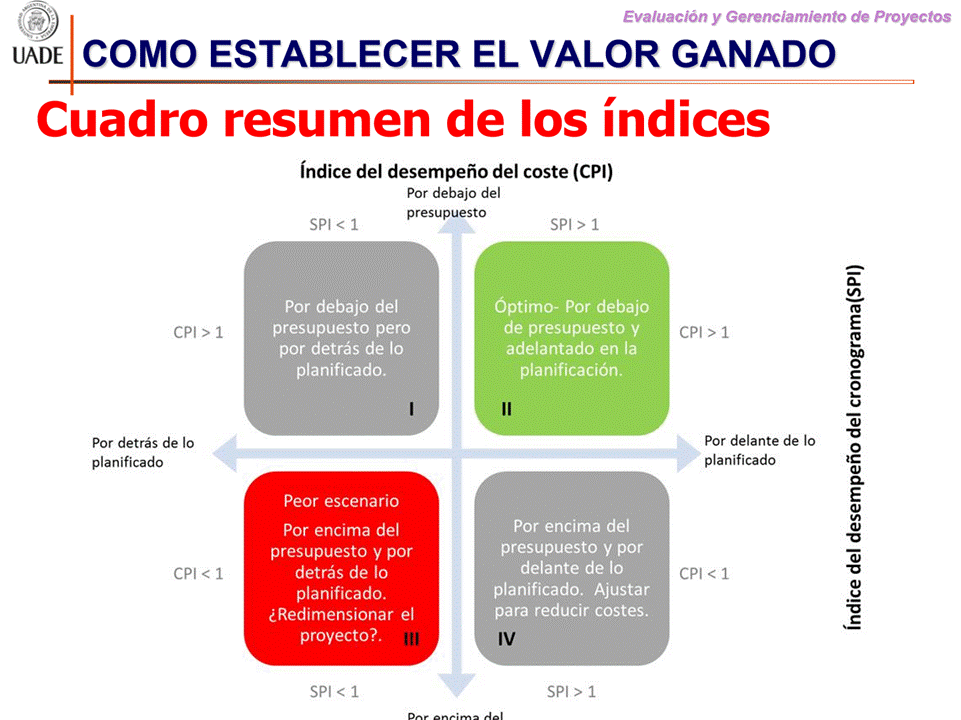 Evaluación y Gerenciamiento de Proyectos
UADE
COMO ESTABLECER EL VALOR GANADO
Cuadro resumen de los índices
Índice del desempeño del coste (CPI)
Por debajo del
presupuesto
SPI < 1
SPI > 1
CPI > 1
Por debajo del
presupuesto pero
por detrás de lo
planificado.
I
Óptimo- Por debajo
de presupuesto y
adelantado en la
planificación.
II
CPI > 1
Por detrás de lo
planificado
Por delante de lo
planificado
Índice del desempeño del cronograma(SPI)
CPI < 1
Peor escenario
Por encima del
presupuesto y por
detrás de lo
planificado.
¿Redimensionar el
proyecto?.
III
Por encima del
presupuesto y por
delante de lo
planificado. Ajustar
para reducir costes.
IV
CPI < 1
SPI < 1
SPI > 1
Por encima del